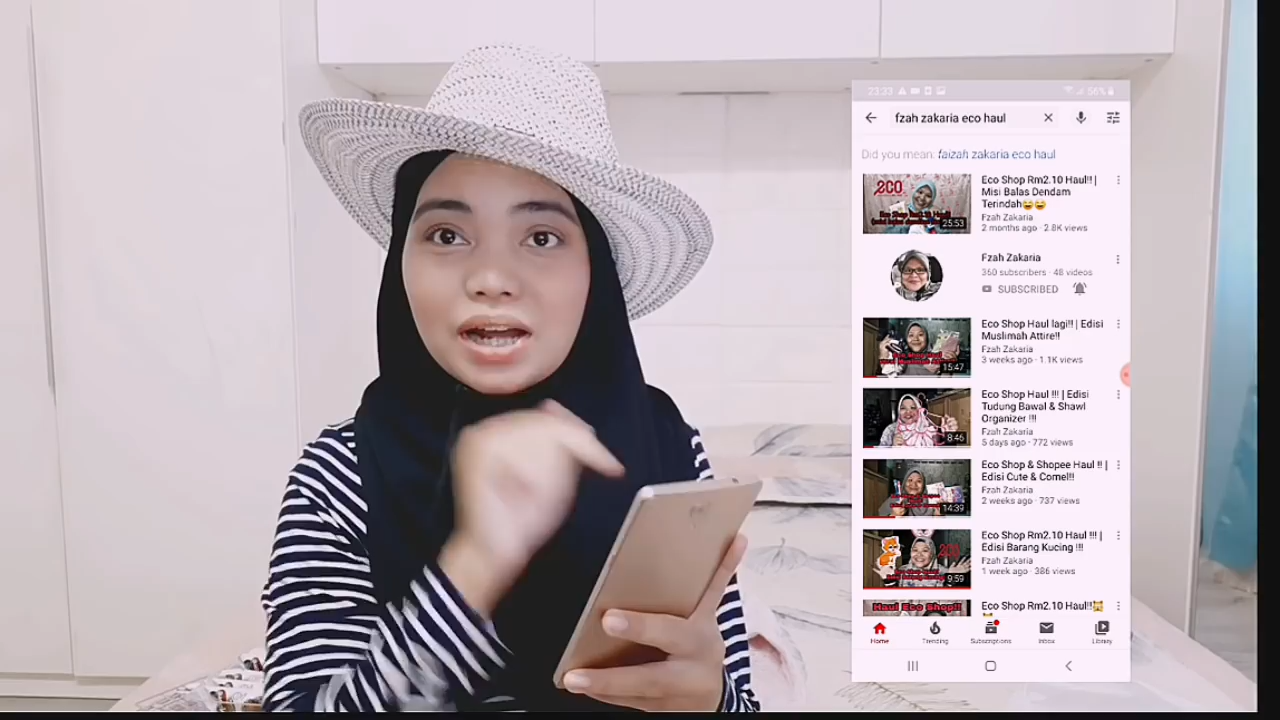 23:33
56%
fzah zakaria eco haul
Did you mean: faizah zakaria eco haul
Eco Shop Rm2.10 Haul!! |
Misi Balas Dendam
Terindah😂😂
Fzah Zakaria
2 months ago · 2.8K views
25:53
Fzah Zakaria
360 subscribers · 48 videos
SUBSCRIBED
Eco Shop Haul lagi!! | Edisi
Muslimah Attire!!
Fzah Zakaria
3 weeks ago · 1.1K views
15:47
Eco Shop Haul !!! | Edisi
Tudung Bawal & Shawl
Organizer !!!
Fzah Zakaria
5 days ago · 772 views
8:46
Eco Shop & Shopee Haul !! |
Edisi Cute & Comel!!
Fzah Zakaria
2 weeks ago · 737 views
14:39
Eco Shop Rm2.10 Haul !!! |
Edisi Barang Kucing !!!
Fzah Zakaria
1 week ago · 386 views
9:59
Haul Eco Shop!!
Eco Shop Rm2.10 Haul!!
Home
Trending
Subscriptions
Inbox
Library